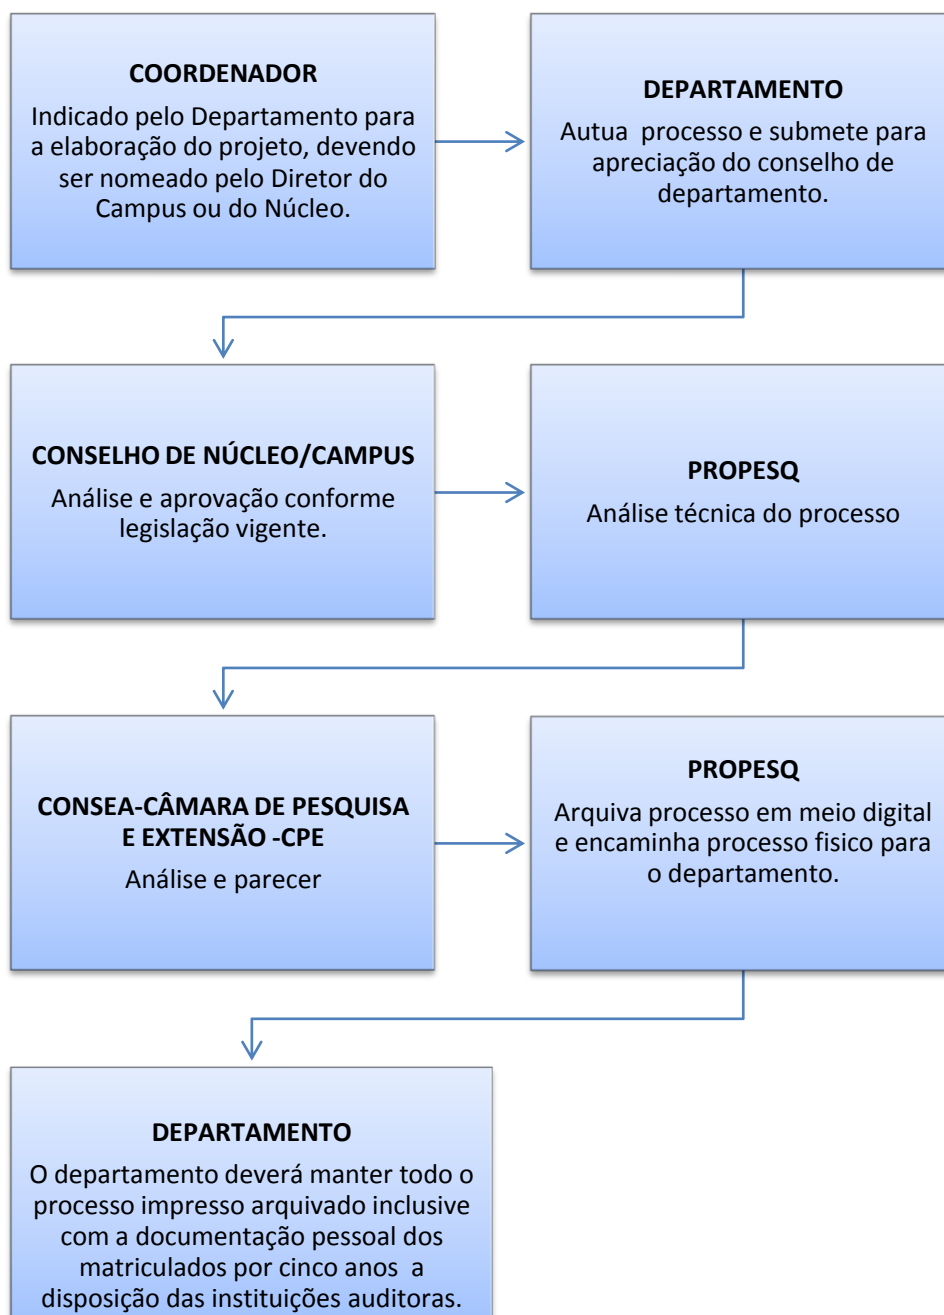 COORDENADOR
Indicado pelo Departamento para
a elaboração do projeto, devendo
ser nomeado pelo Diretor do
Campus ou do Núcleo.
DEPARTAMENTO
Autua  processo e submete para
apreciação do conselho de
departamento.
CONSELHO DE NÚCLEO/CAMPUS
Análise e aprovação conforme
legislação vigente.
PROPESQ
Análise técnica do processo
CONSEA-CÂMARA DE PESQUISA
E EXTENSÃO -CPE
Análise e parecer
PROPESQ
Arquiva processo em meio digital
e encaminha processo fisico para
o departamento.
DEPARTAMENTO
O departamento deverá manter todo o
processo impresso arquivado inclusive
com a documentação pessoal dos
matriculados por cinco anos  a
disposição das instituições auditoras.